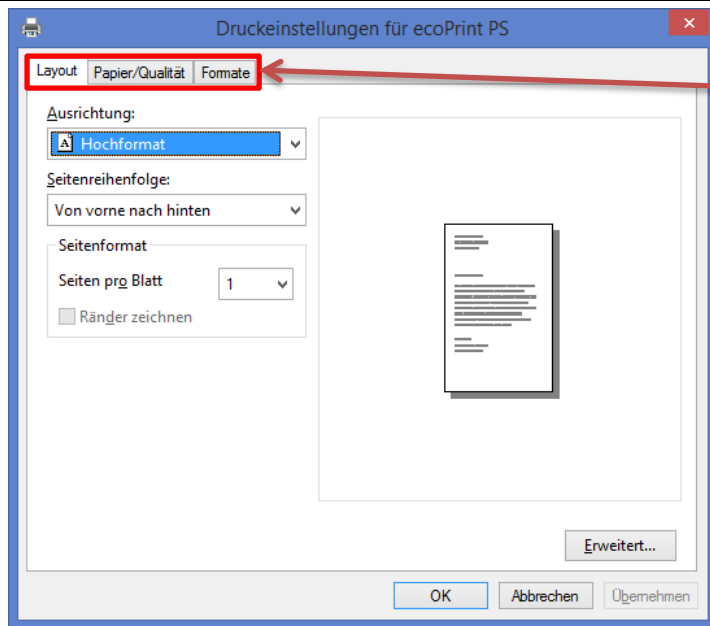 Druckeinstellungen für ecoPrint PS
Layout Papier/Qualität Formate
Ausrichtung:
A Hochformat
Seitenreihenfolge:
Von vorne nach hinten
Seitenformat
Seiten pro Blatt 1
Ränder zeichnen
Erweitert...
OK Abbrechen Übernehmen